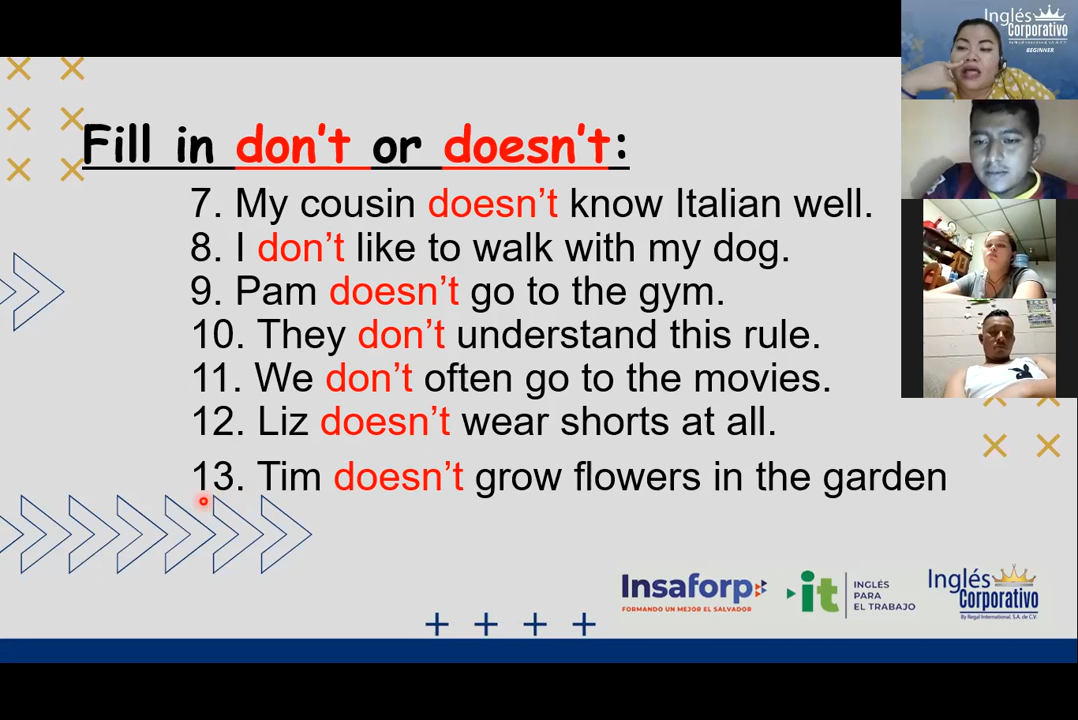 Inglés
Corporativo
BEGINNER
Fill in don't or doesn't:
7. My cousin doesn't know Italian well.
8. I don't like to walk with my dog.
9. Pam doesn't go to the gym.
10. They don't understand this rule.
11. We don't often go to the movies.
12. Liz doesn't wear shorts at all.
13. Tim doesn't grow flowers in the garden
Insaforp
FORMANDO UN MEJOR EL SALVADOR
it
INGLÉS
PARA
EL TRABAJO
Inglés
Corporativo
By Regal International, S.A. de C.V.